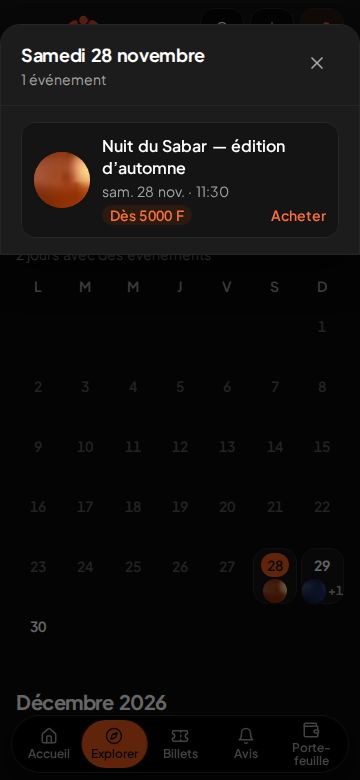 Samedi 28 novembre
1 événement
Nuit du Sabar — édition
d’automne
sam. 28 nov. · 11:30
Dès 5000 F
Acheter
2 jours avec des événements
L M M J V S D
1
2 3 4 5 6 7 8
9 10 11 12 13 14 15
16 17 18 19 20 21 22
23 24 25 26 27 28 29
+1
30
Décembre 2026
Accueil Explorer Billets Avis Porte-
feuille